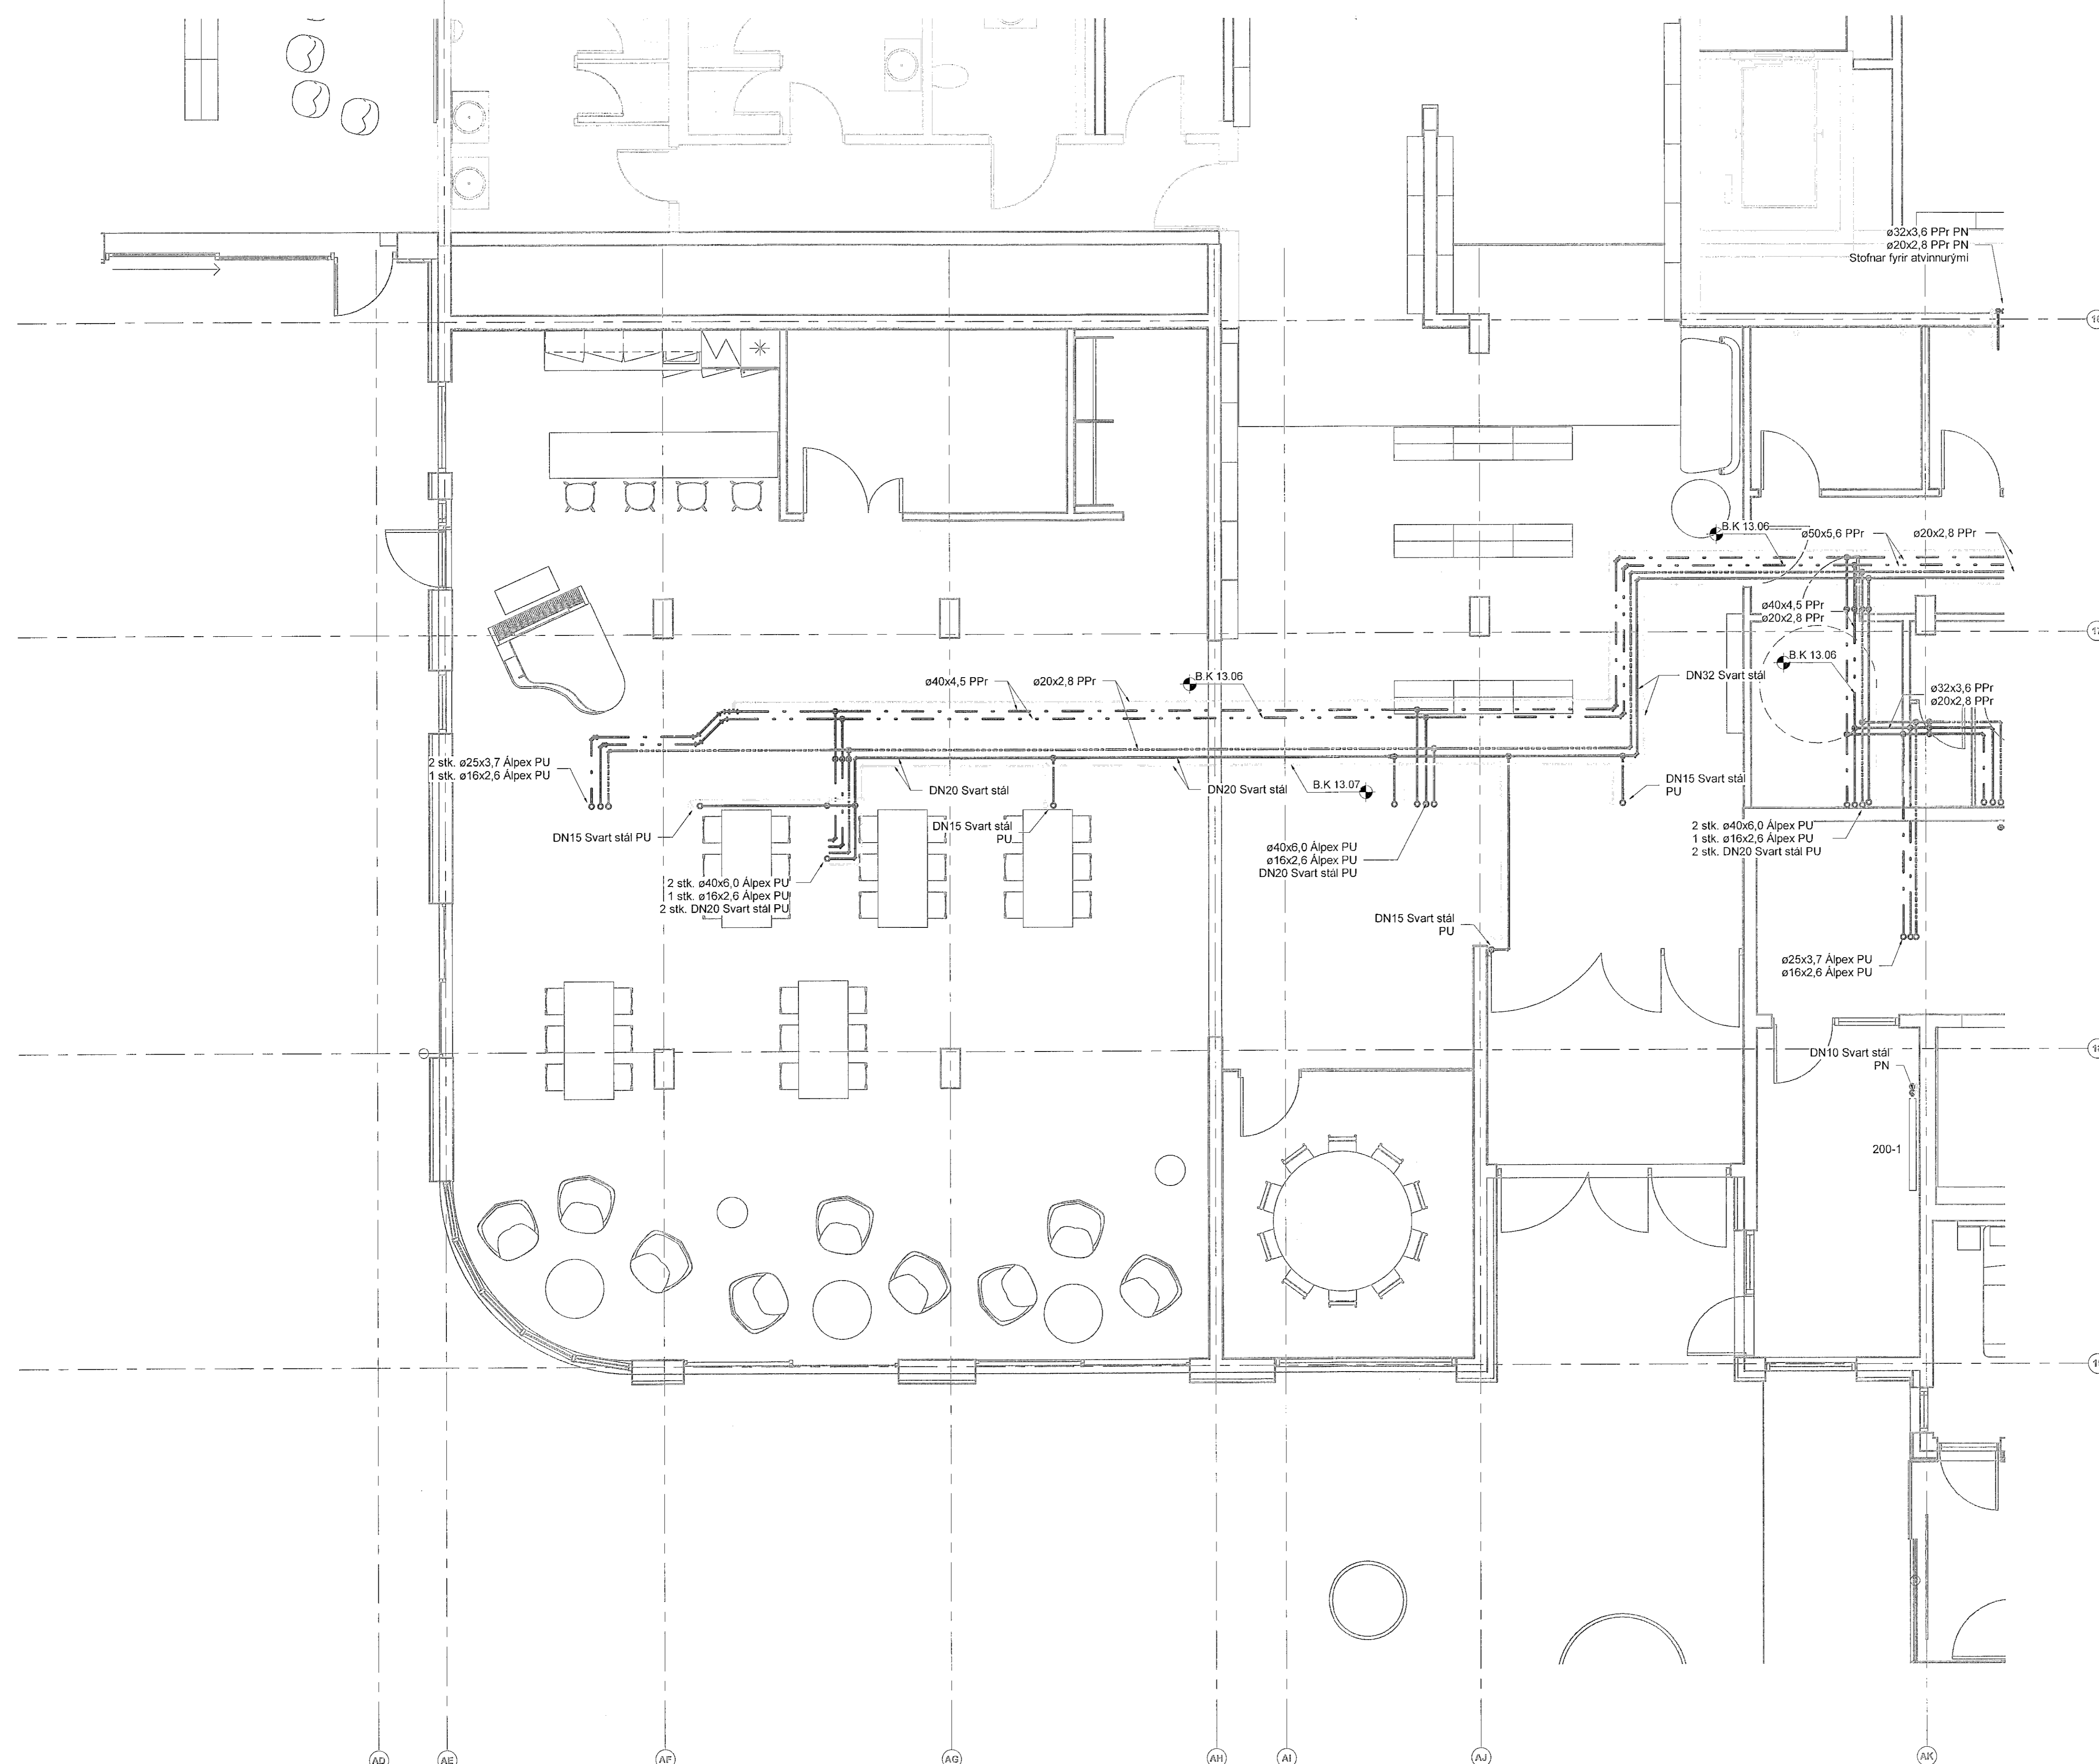 ø32x3,6 PPr PN
ø20x2,8 PPr PN
Stofnar fyrir atvinnurými
B.K 13.06
ø50x5,6 PPr
ø20x2,8 PPr
ø40x4,5 PPr
ø20x2,8 PPr
17
B.K 13.06
DN32 Svart stál
ø32x3,6 PPr
ø20x2,8 PPr
ø40x4,5 PPr
ø20x2,8 PPr
B.K 13.06
2 stk. ø25x3,7 Álpex PU
1 stk. ø16x2,6 Álpex PU
DN20 Svart stál
DN20 Svart stál
B.K 13.07
DN15 Svart stál
PU
DN15 Svart stál PU
DN15 Svart stál
PU
2 stk. ø40x6,0 Álpex PU
1 stk. ø16x2,6 Álpex PU
2 stk. DN20 Svart stál PU
ø40x6,0 Álpex PU
ø16x2,6 Álpex PU
DN20 Svart stál PU
2 stk. ø40x6,0 Álpex PU
1 stk. ø16x2,6 Álpex PU
2 stk. DN20 Svart stál PU
DN15 Svart stál
PU
ø25x3,7 Álpex PU
ø16x2,6 Álpex PU
DN10 Svart stál
PN
200-1
AD
AE
AF
AG
AH
AI
AJ
AK